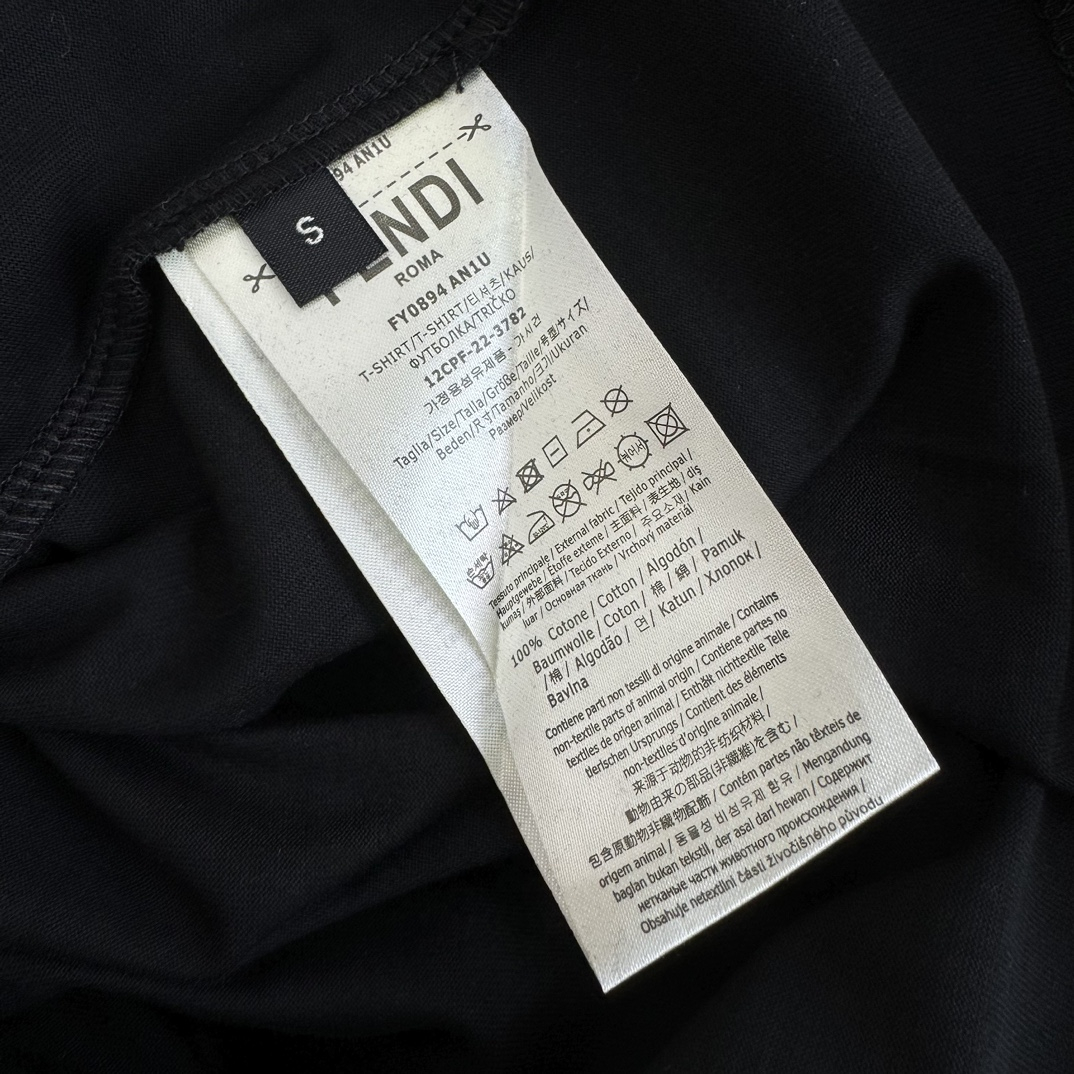 94 AN1U
S
ENDI
ROMA
FY0894 AN1U
T-SHIRT/T-SHIRT/티셔츠/KAUS/
ФУТБОЛКА/TRIČKO
12CPF-22-3782
가정용섬유제품
Taglia/Size/Talla/Größe/Taille/号型/サイズ/
Beden/尺寸/Tamanho/크기/Ukuran
Размер/Velikost
손세탁
Tessuto principale / External fabric / Tejido principal /
Hauptgewebe / Étoffe externe / 主面料 / 表生地 / dış
kumaş / 外部面料 / Tecido Externo / 주요소재 / Kain
luar / Основная ткань / Vrchový materiál
100% Cotone / Cotton / Algodón /
Baumwolle / Coton / 棉 / 綿 / Pamuk
/棉/ Algodão / 면 / Katun / Хлопок /
Bavlna
Contiene parti non tessili di origine animale / Contains
non-textile parts of animal origin / Contiene partes no
textiles de origen animal / Enthält nichttextile Teile
tierischen Ursprungs / Contient des éléments
non-textiles d'origine animale /
来源于动物的非纺织材料 /
動物由来の部品(非繊維)を含む /
包含原動物非織物配飾 / Contém partes não têxteis de
origem animal / 동물성 비섬유제 함유 / Mengandung
bagian bukan tekstil, der asal dari hewan / Содержит
нетканые части животного происхождения /
Obsahuje netextilní části živočišného původu